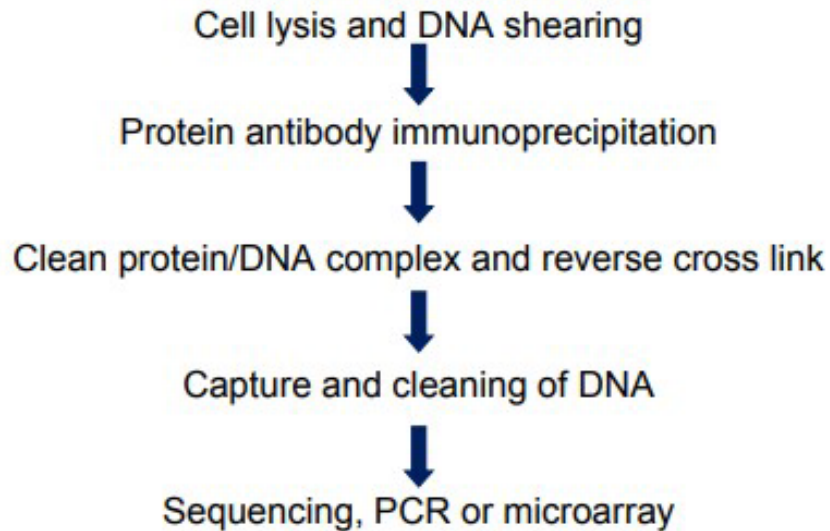 Cell lysis and DNA shearing
Protein antibody immunoprecipitation
Clean protein/DNA complex and reverse cross link
Capture and cleaning of DNA
Sequencing, PCR or microarray